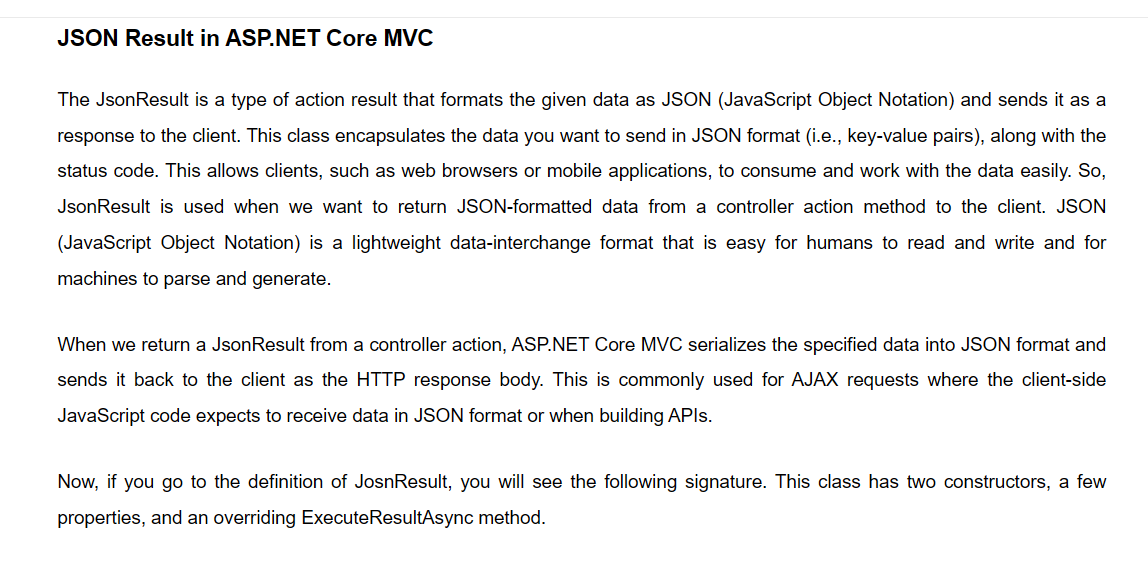 JSON Result in ASP.NET Core MVC
The JsonResult is a type of action result that formats the given data as JSON (JavaScript Object Notation) and sends it as a
response to the client. This class encapsulates the data you want to send in JSON format (i.e., key-value pairs), along with the
status code. This allows clients, such as web browsers or mobile applications, to consume and work with the data easily. So,
JsonResult is used when we want to return JSON-formatted data from a controller action method to the client. JSON
(JavaScript Object Notation) is a lightweight data-interchange format that is easy for humans to read and write and for
machines to parse and generate.
When we return a JsonResult from a controller action, ASP.NET Core MVC serializes the specified data into JSON format and
sends it back to the client as the HTTP response body. This is commonly used for AJAX requests where the client-side
JavaScript code expects to receive data in JSON format or when building APIs.
Now, if you go to the definition of JosnResult, you will see the following signature. This class has two constructors, a few
properties, and an overriding ExecuteResultAsync method.